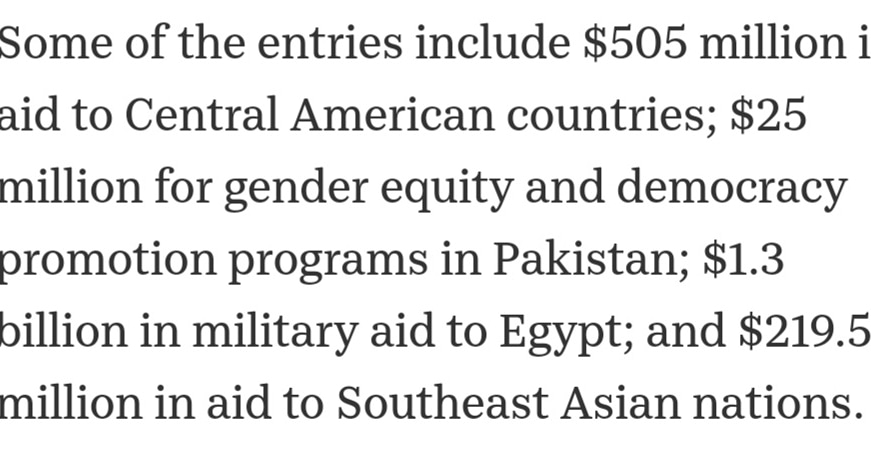 Some of the entries include $505 million i
aid to Central American countries; $25
million for gender equity and democracy
promotion programs in Pakistan; $1.3
billion in military aid to Egypt; and $219.5
million in aid to Southeast Asian nations.